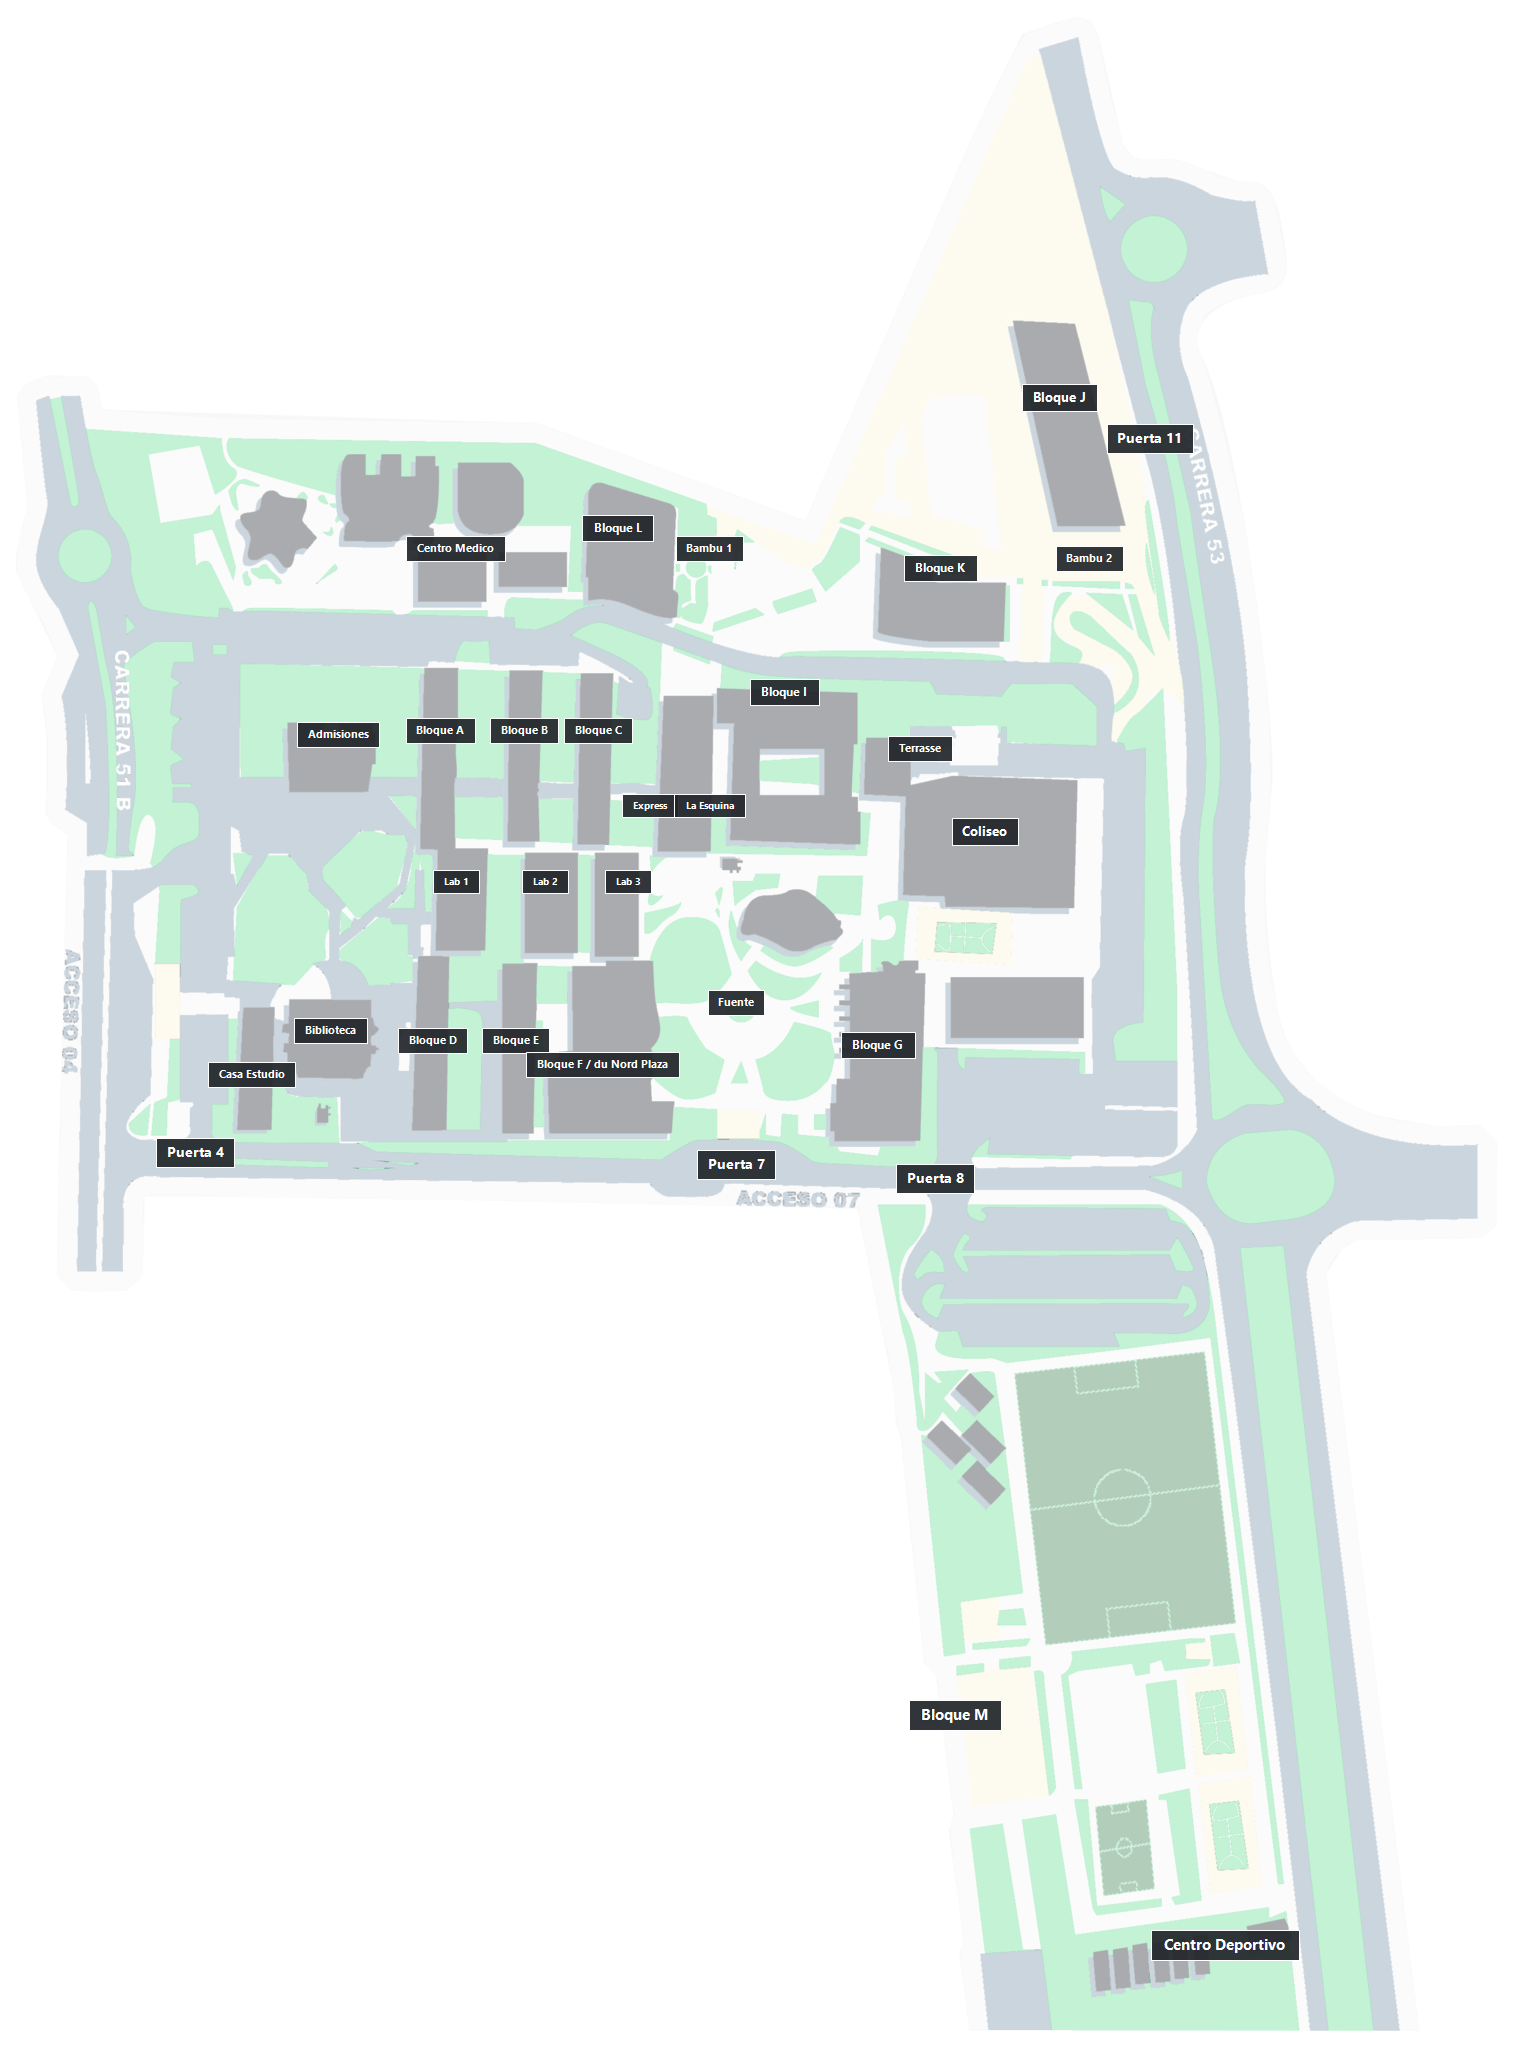 Bloque J
Puerta 11
CARRERA 53
Bloque L
Centro Medico
Bambu 1
Bambu 2
Bloque K
CARRERA 51 B
Bloque I
Admisiones
Bloque A
Bloque B
Bloque C
Terrasse
Express
La Esquina
Coliseo
Lab 1
Lab 2
Lab 3
ACCESO 04
Fuente
Biblioteca
Bloque D
Bloque E
Bloque G
Bloque F / du Nord Plaza
Casa Estudio
Puerta 4
Puerta 7
Puerta 8
ACCESO 07
Bloque M
Centro Deportivo